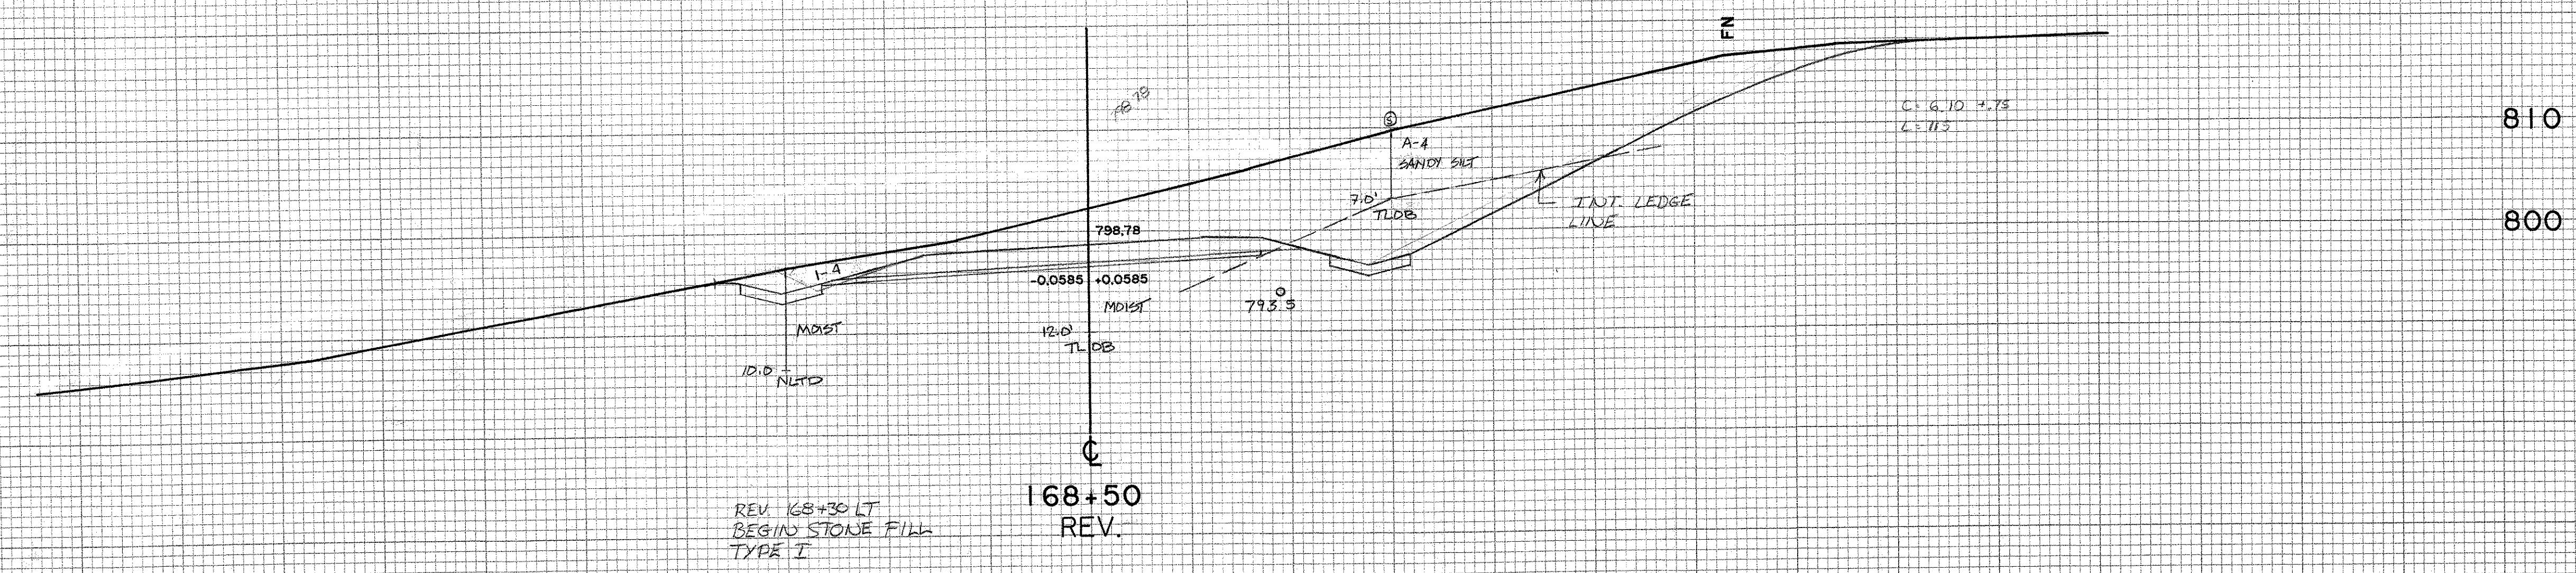 FN
798.78
C= 6.10 +.75
L= 115
810
S
A-4
SANDY SILT
7.0'
TLOB
INT. LEDGE
LINE
800
798.78
1-4
-0.0585 +0.0585
MOIST
793.5
MOIST
12.0'
TLOB
10.0
NLTD
CL
168+50
REV.
REV. 168+30 LT
BEGIN STONE FILL
TYPE I